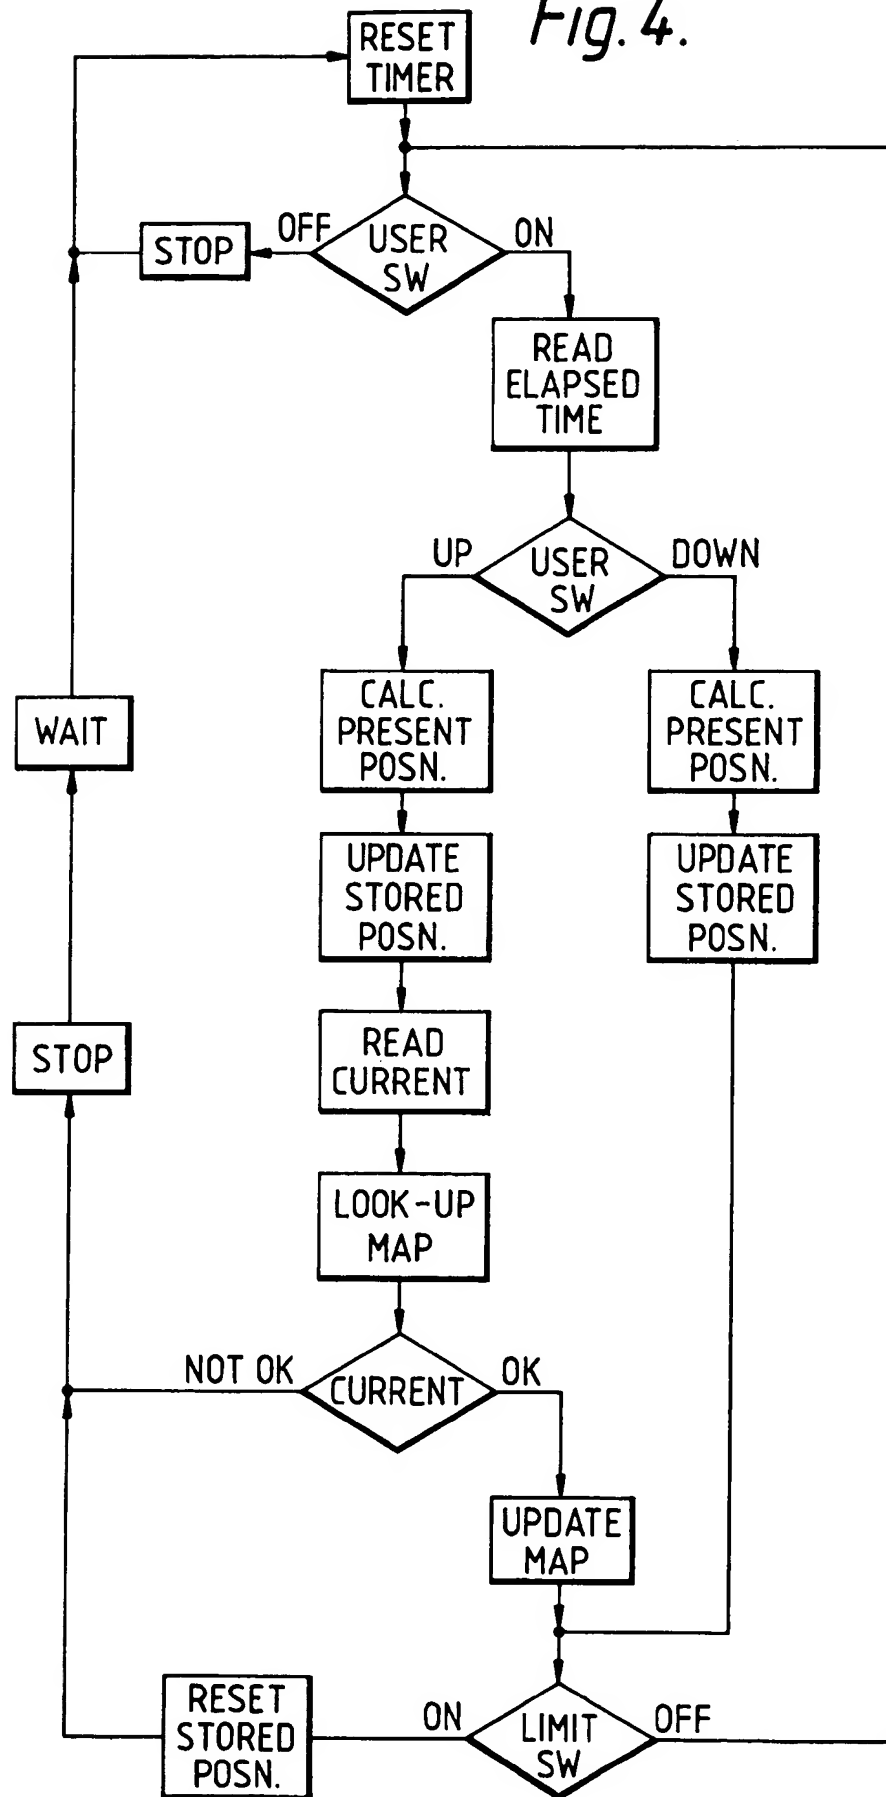 Fig. 4.
RESET
TIMER
OFF
USER
SW
ON
STOP
READ
ELAPSED
TIME
UP
USER
SW
DOWN
CALC.
PRESENT
POSN.
CALC.
PRESENT
POSN.
WAIT
UPDATE
STORED
POSN.
UPDATE
STORED
POSN.
READ
CURRENT
STOP
LOOK-UP
MAP
NOT OK
CURRENT
OK
UPDATE
MAP
RESET
STORED
POSN.
ON
LIMIT
SW
OFF